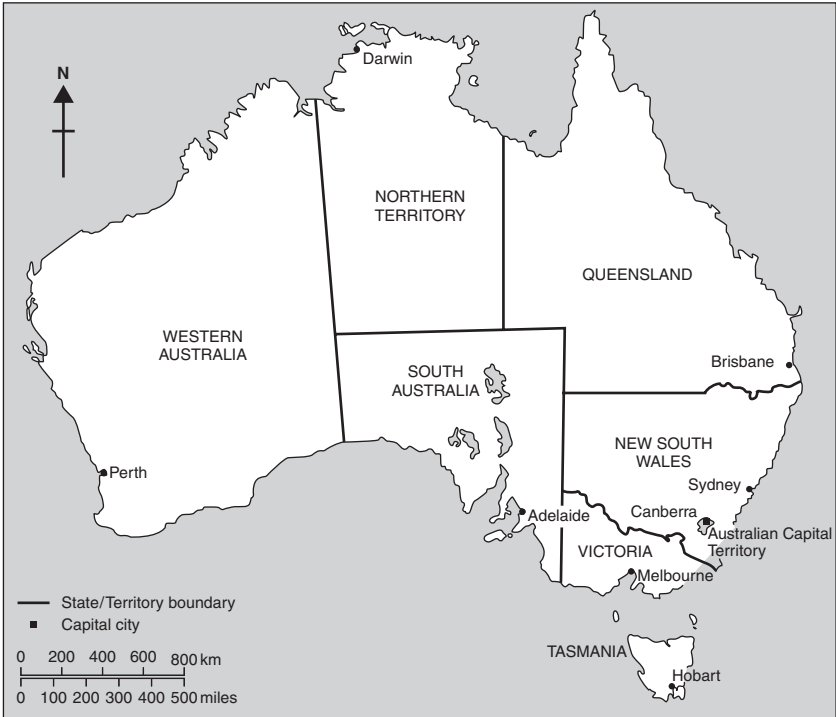 N
Darwin
NORTHERN
TERRITORY
QUEENSLAND
WESTERN
AUSTRALIA
SOUTH
AUSTRALIA
Brisbane
NEW SOUTH
WALES
Perth
Sydney
Canberra
Adelaide
Australian Capital
Territory
VICTORIA
Melbourne
State/Territory boundary
Capital city
0 200 400 600 800 km
0 100 200 300 400 500 miles
TASMANIA
Hobart